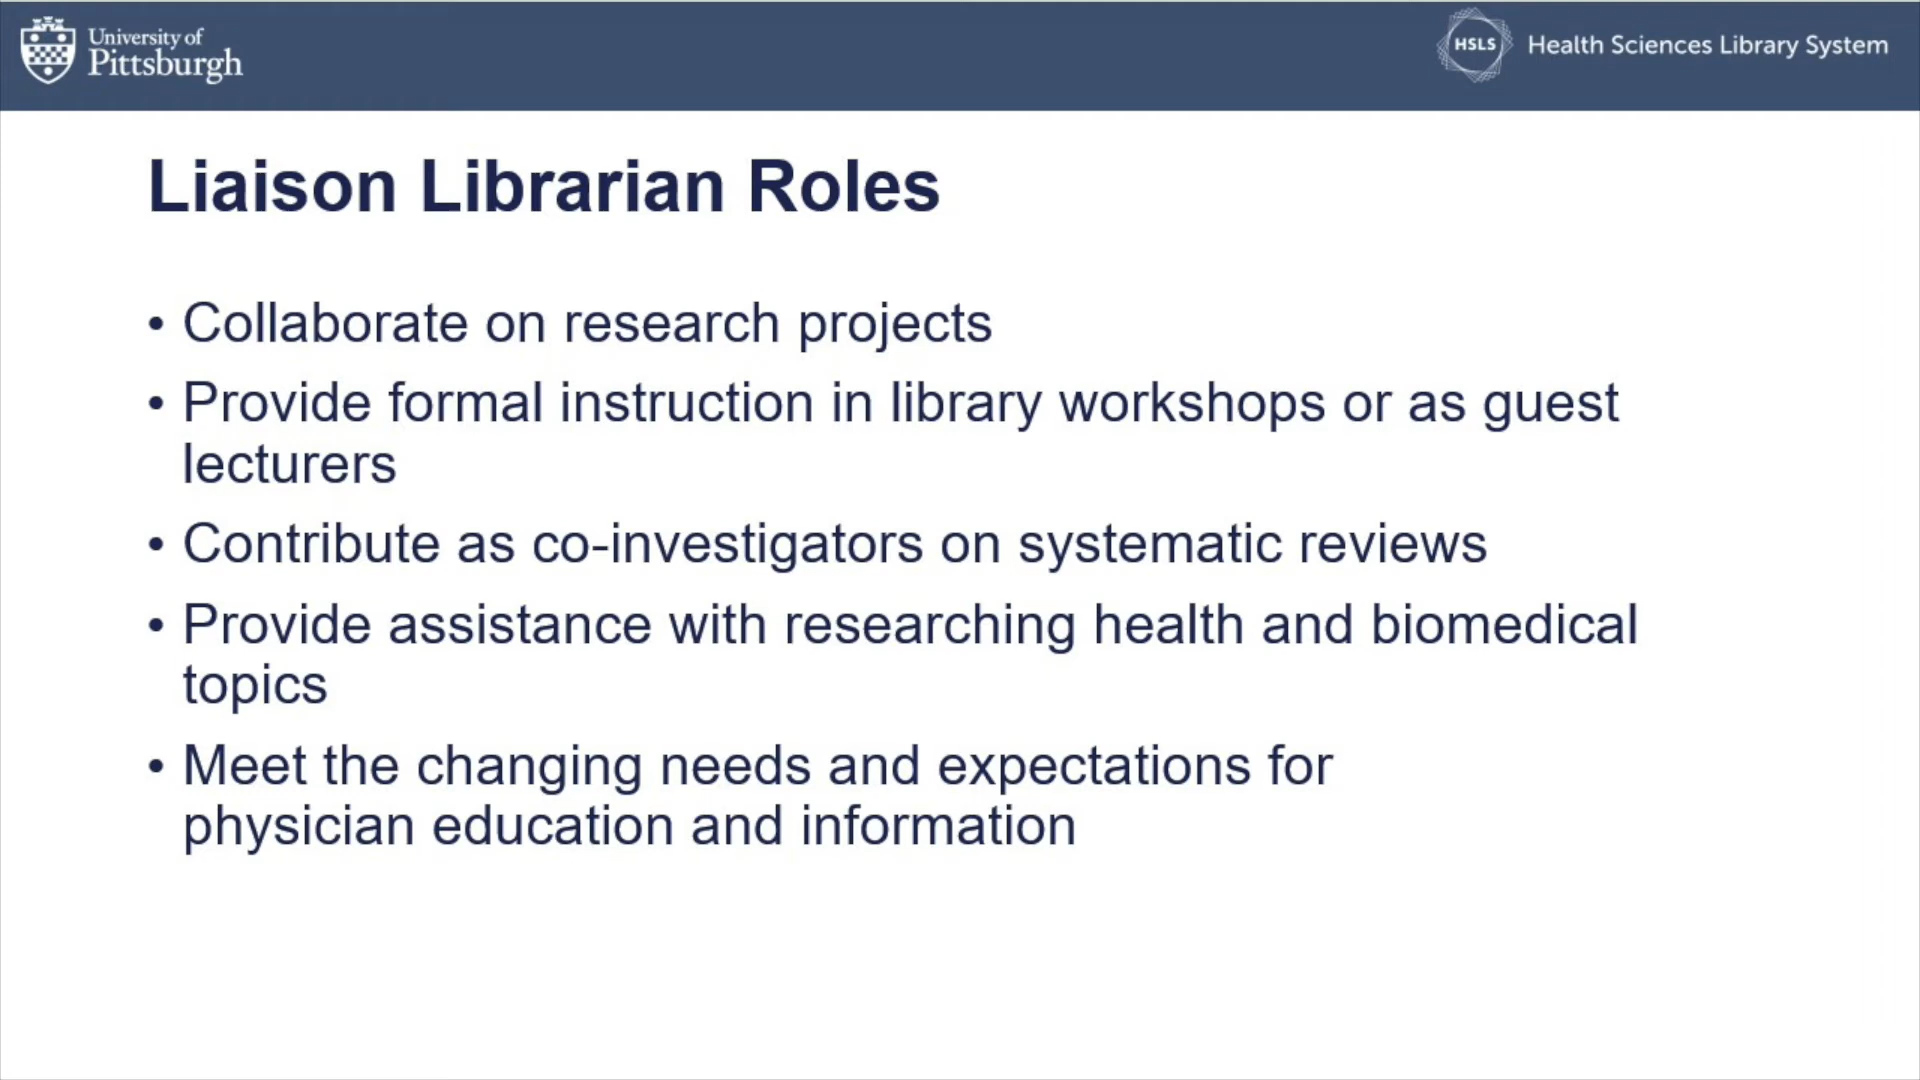 University of
Pittsburgh
HSLS
Health Sciences Library System
Liaison Librarian Roles
• Collaborate on research projects
• Provide formal instruction in library workshops or as guest
lecturers
• Contribute as co-investigators on systematic reviews
• Provide assistance with researching health and biomedical
topics
• Meet the changing needs and expectations for
physician education and information